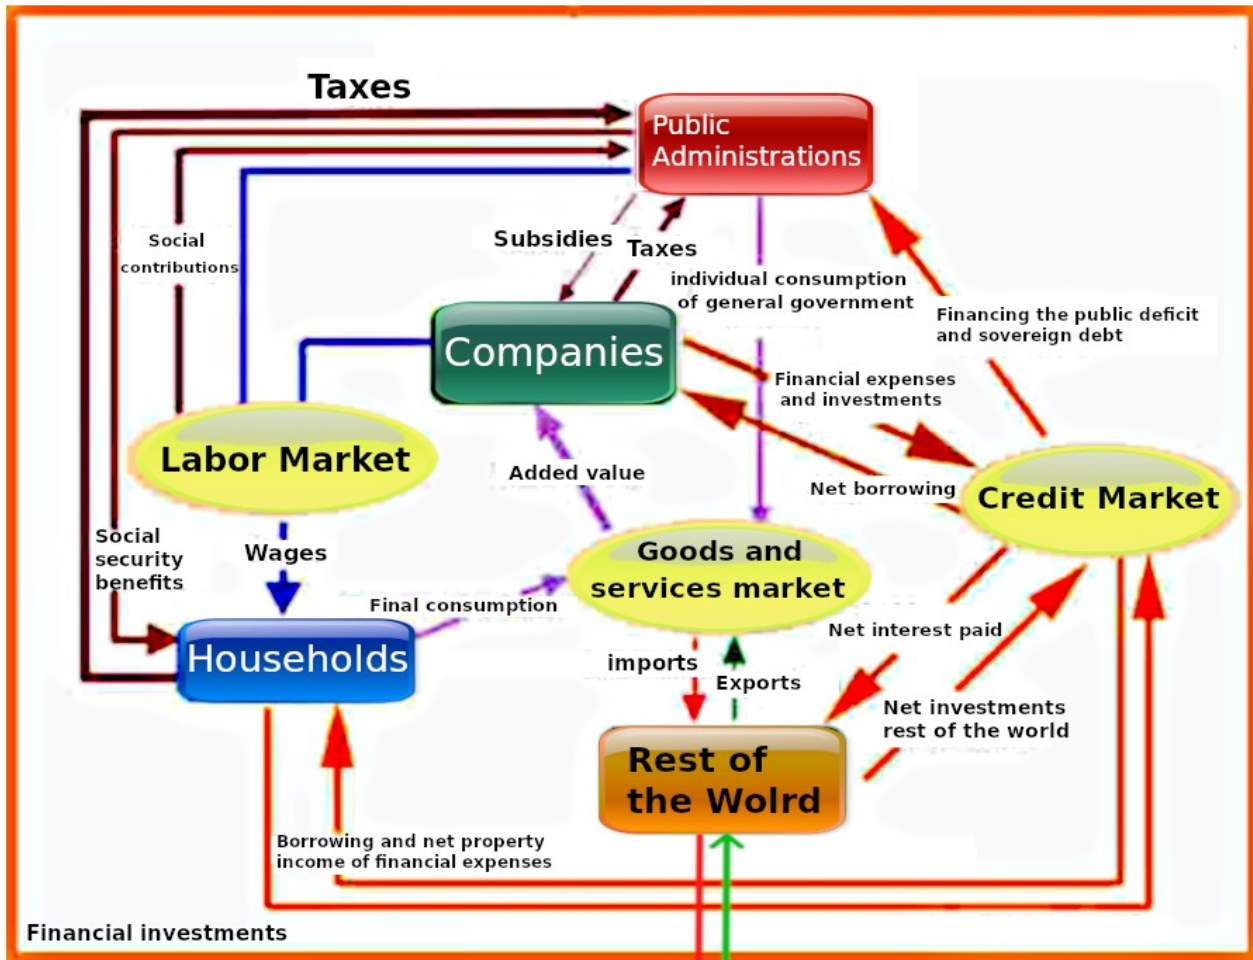 Taxes
Public
Administrations
Social
contributions
Subsidies
Taxes
individual consumption
of general government
Financing the public deficit
and sovereign debt
Companies
Financial expenses
and investments
Labor Market
Added value
Net borrowing
Credit Market
Social
security
benefits
Wages
Goods and
services market
Final consumption
Households
imports
Exports
Net interest paid
Net investments
rest of the world
Rest of
the Wolrd
Borrowing and net property
income of financial expenses
Financial investments